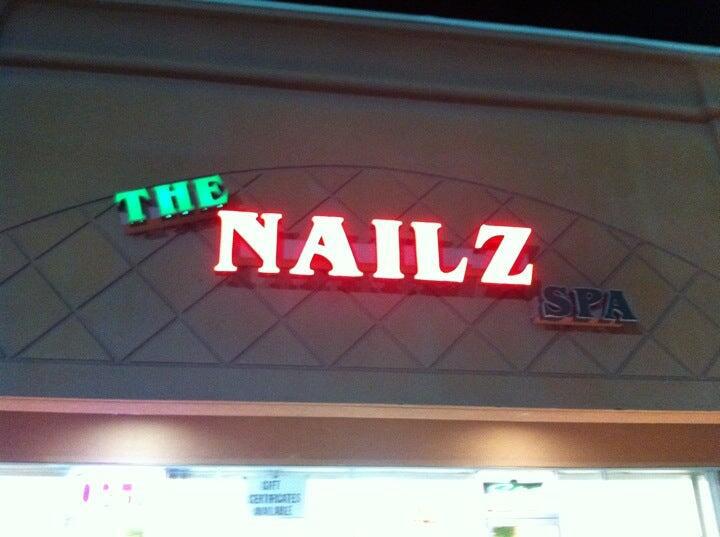 THE
NAILZ
SPA
GIFT
CERTIFICATES
AVAILABLE